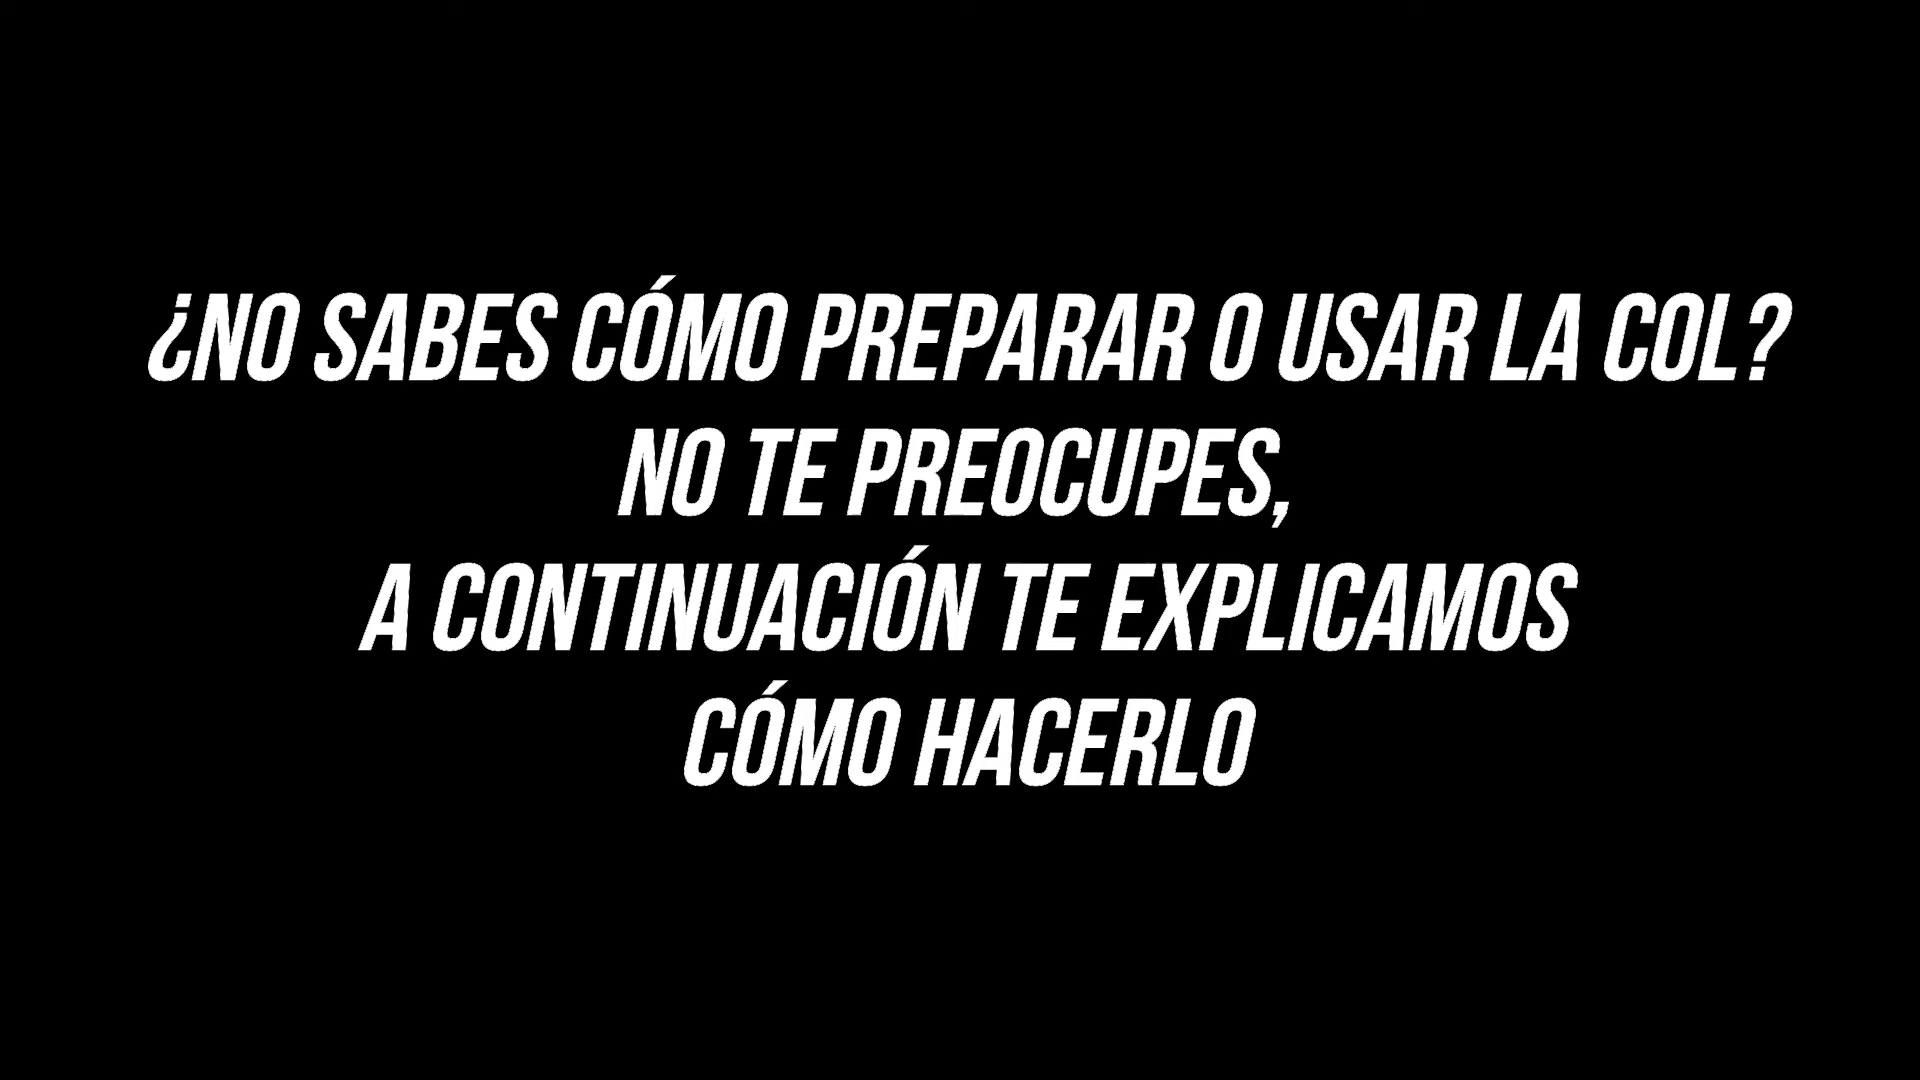 ¿NO SABES CÓMO PREPARAR O USAR LA COL?
NO TE PREOCUPES,
A CONTINUACIÓN TE EXPLICAMOS
CÓMO HACERLO